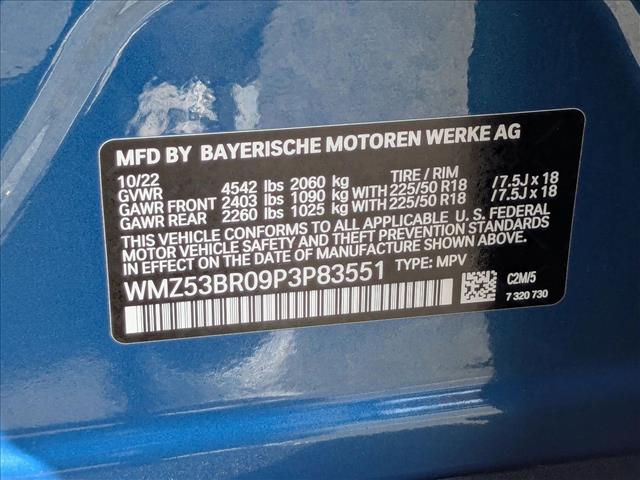 MFD BY BAYERISCHE MOTOREN WERKE AG
10/22 TIRE / RIM
GVWR 4542 lbs 2060 kg
GAWR FRONT 2403 lbs 1090 kg WITH 225/50 R18 / 7.5J x 18
GAWR REAR 2260 lbs 1025 kg WITH 225/50 R18 / 7.5J x 18
THIS VEHICLE CONFORMS TO ALL APPLICABLE U. S. FEDERAL
MOTOR VEHICLE SAFETY AND THEFT PREVENTION STANDARDS
IN EFFECT ON THE DATE OF MANUFACTURE SHOWN ABOVE.
WMZ53BR09P3P83551 TYPE: MPV
C2M/5
7 320 730